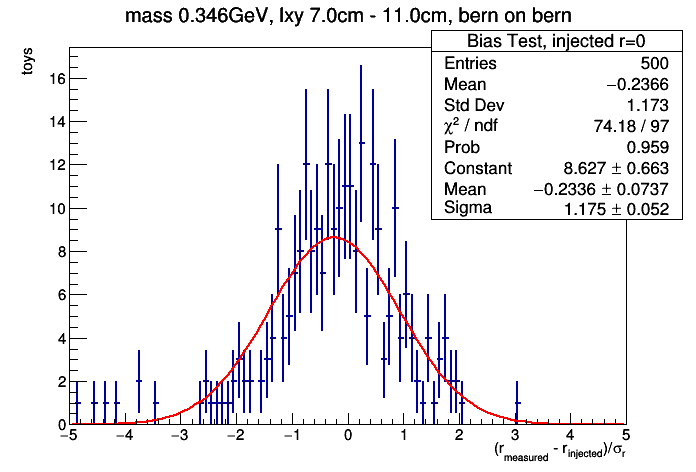 mass 0.346GeV, lxy 7.0cm - 11.0cm, bern on bern
Bias Test, injected r=0
Entries 500
Mean −0.2366
Std Dev 1.173
χ² / ndf 74.18 / 97
Prob 0.959
Constant 8.627 ± 0.663
Mean −0.2336 ± 0.0737
Sigma 1.175 ± 0.052
toys
16
14
12
10
8
6
4
2
0
−5 −4 −3 −2 −1 0 1 2 3 4 5
(r_measured - r_injected)/σ_r